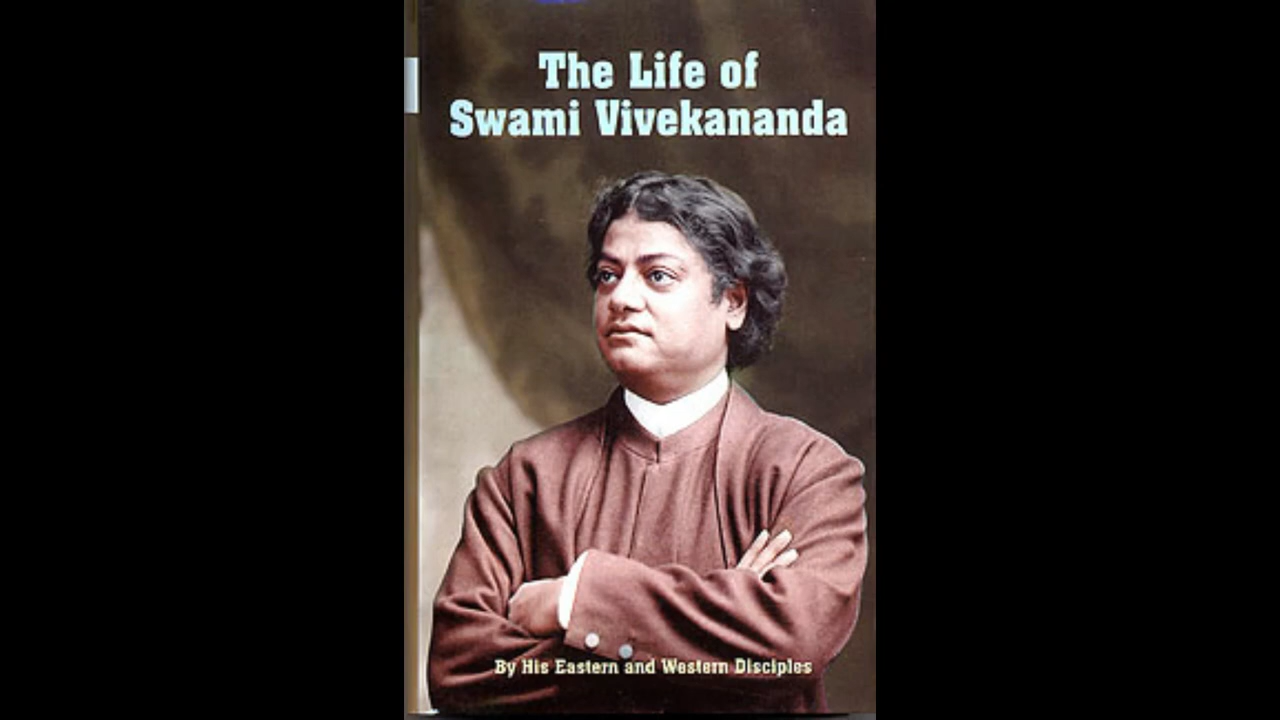 The Life of
Swami Vivekananda
By His Eastern and Western Disciples